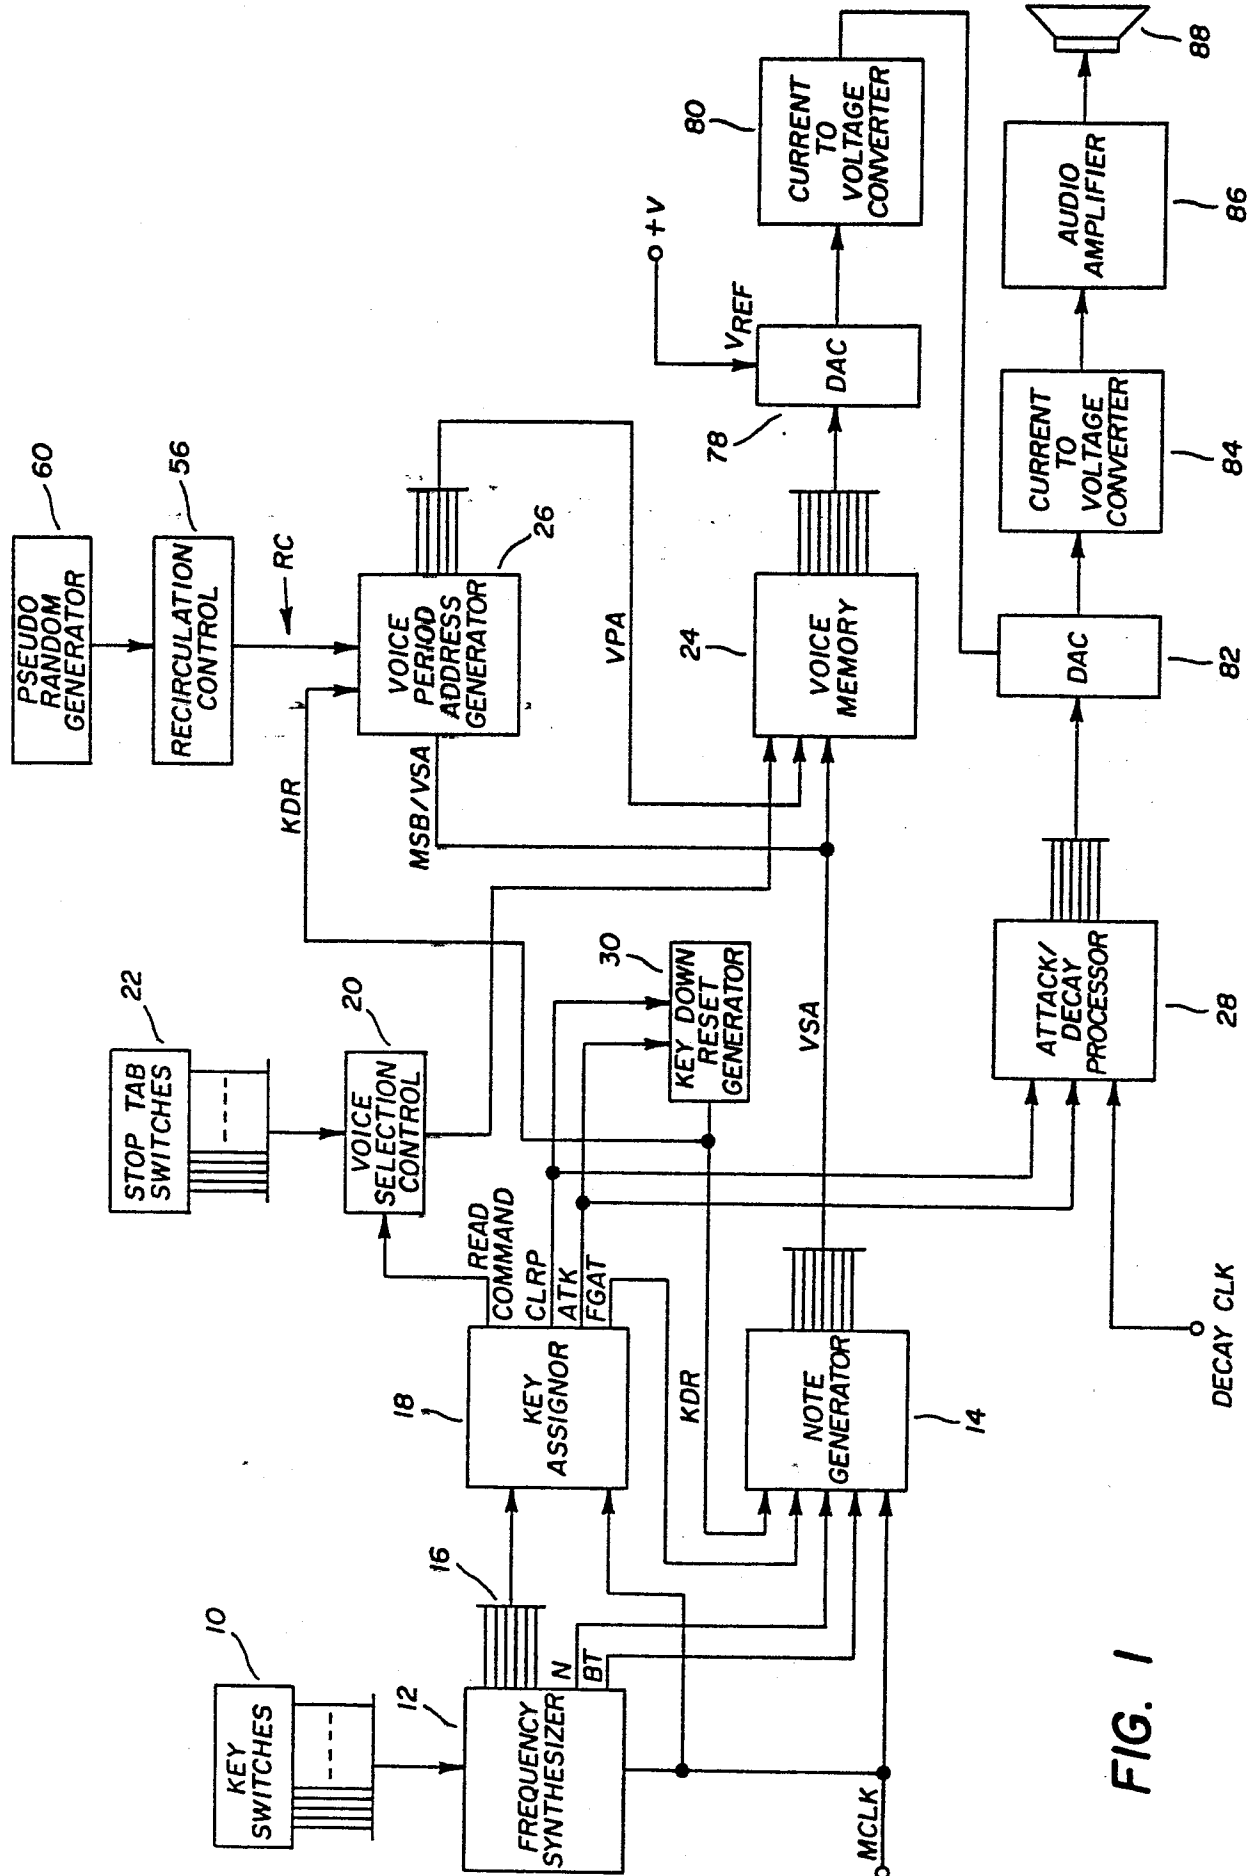 60
PSEUDO
RANDOM
GENERATOR
56
RECIRCULATION
CONTROL
RC
KDR
22
STOP TAB
SWITCHES
20
VOICE
SELECTION
CONTROL
26
VOICE
PERIOD
ADDRESS
GENERATOR
MSB/VSA
VPA
10
KEY
SWITCHES
12
FREQUENCY
SYNTHESIZER
16
N
BT
MCLK
18
KEY
ASSIGNOR
READ
COMMAND
CLRP
ATK
FGAT
30
KEY DOWN
RESET
GENERATOR
KDR
NOTE
GENERATOR
14
VSA
24
VOICE
MEMORY
78
DAC
VREF
+V
80
CURRENT
TO
VOLTAGE
CONVERTER
DECAY CLK
ATTACK/
DECAY
PROCESSOR
28
DAC
82
CURRENT
TO
VOLTAGE
CONVERTER
84
AUDIO
AMPLIFIER
86
88
FIG. 1